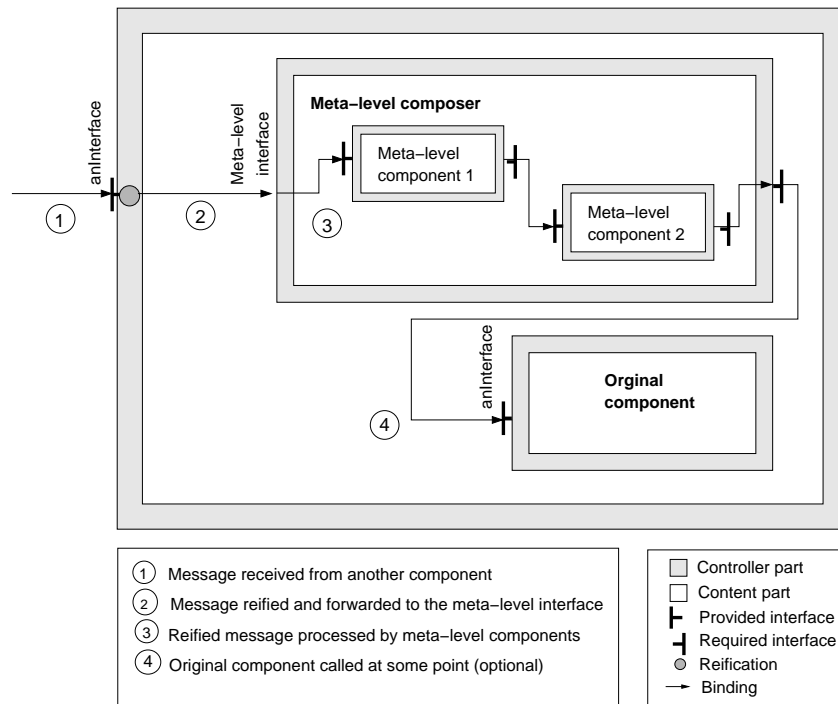 anInterface
Meta−level
interface
Meta−level composer
Meta−level
component 1
Meta−level
component 2
1
2
3
anInterface
Orginal
component
4
1 Message received from another component
2 Message reified and forwarded to the meta−level interface
3 Reified message processed by meta−level components
4 Original component called at some point (optional)
Controller part
Content part
Provided interface
Required interface
Reification
Binding